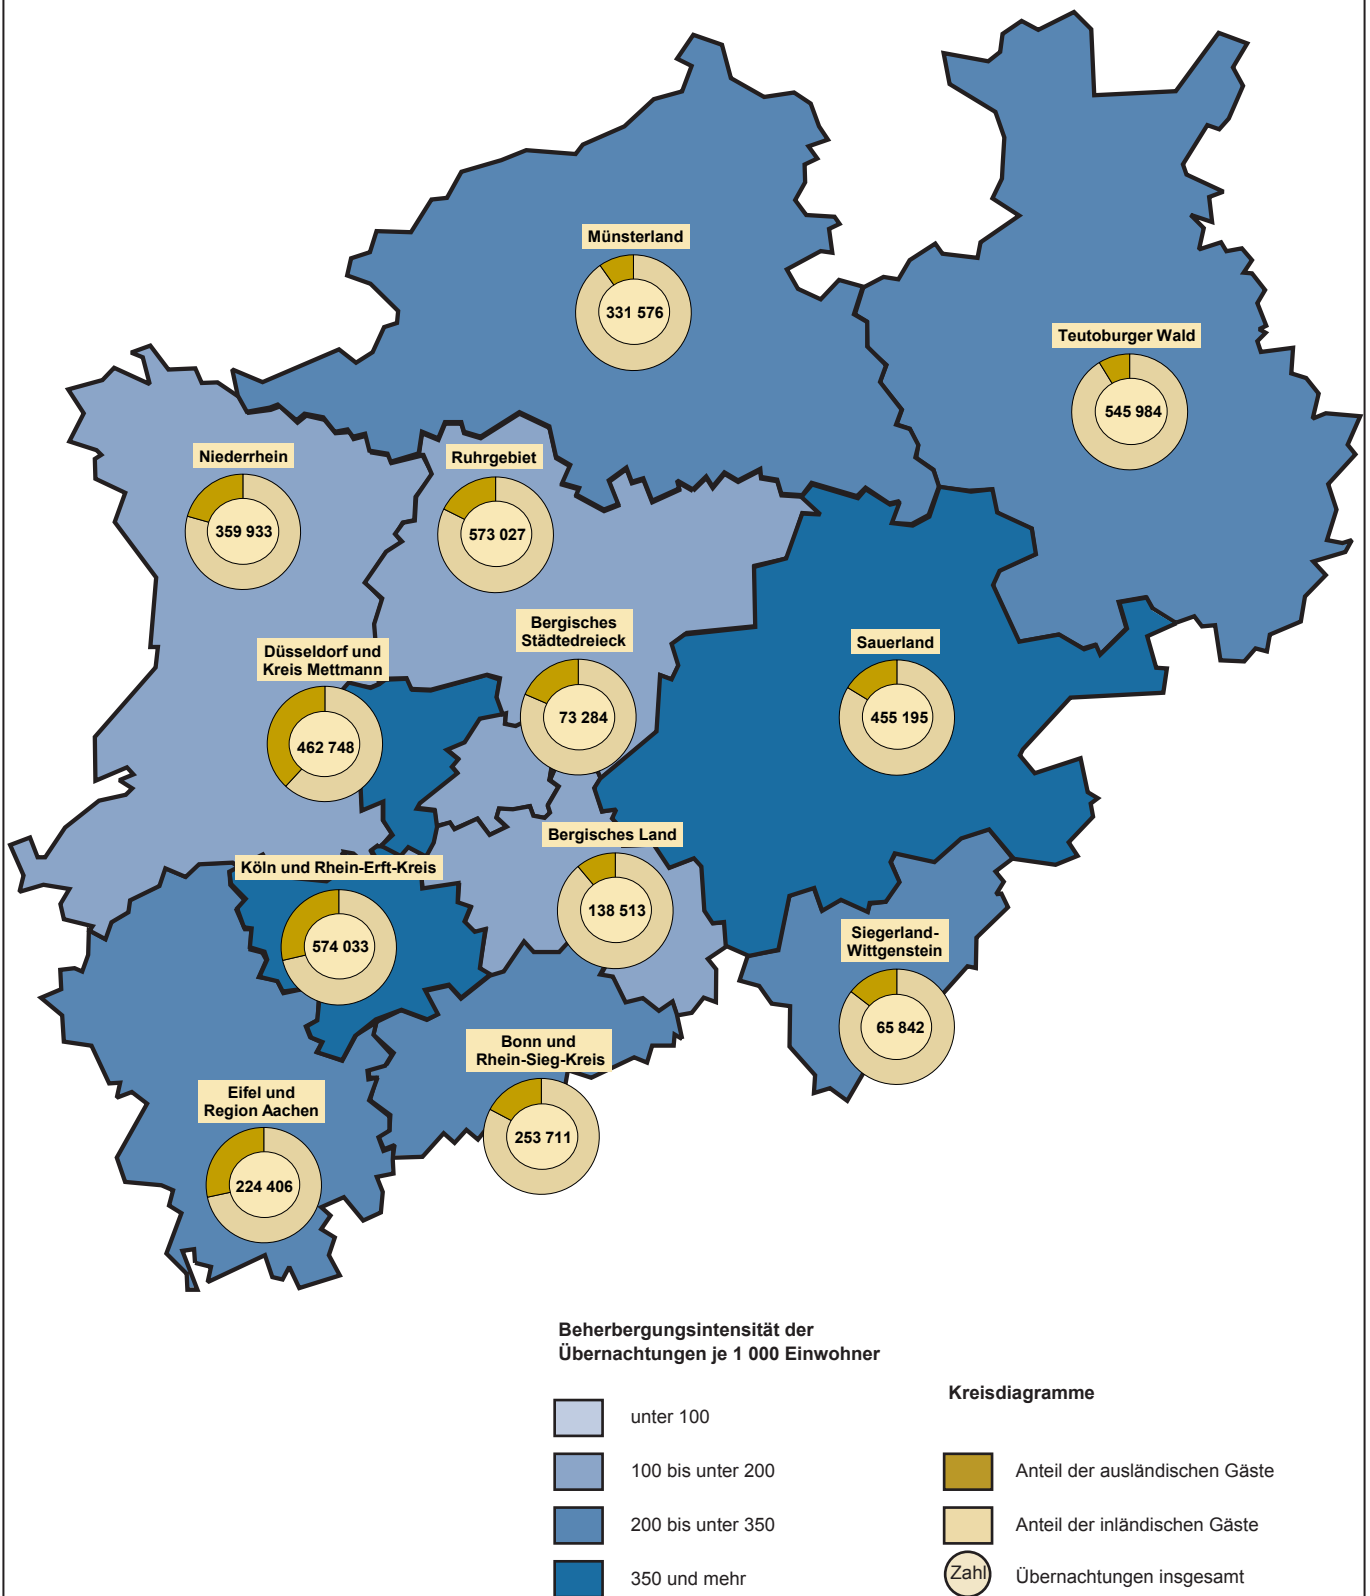 Münsterland
331 576
Teutoburger Wald
545 984
Niederrhein
359 933
Ruhrgebiet
573 027
Bergisches
Städtedreieck
73 284
Düsseldorf und
Kreis Mettmann
462 748
Sauerland
455 195
Bergisches Land
138 513
Köln und Rhein-Erft-Kreis
574 033
Siegerland-
Wittgenstein
65 842
Bonn und
Rhein-Sieg-Kreis
253 711
Eifel und
Region Aachen
224 406
Beherbergungsintensität der
Übernachtungen je 1 000 Einwohner
unter 100
100 bis unter 200
200 bis unter 350
350 und mehr
Kreisdiagramme
Anteil der ausländischen Gäste
Anteil der inländischen Gäste
Zahl
Übernachtungen insgesamt